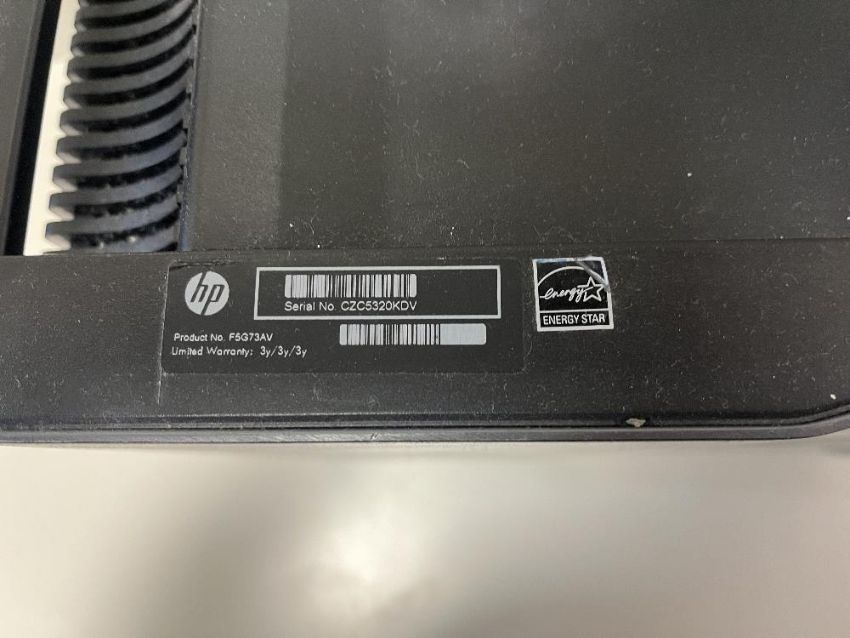 hp
Serial No. CZC5320KDV
Product No. F5G73AV
Limited Warranty: 3y/3y/3y
energy
ENERGY STAR